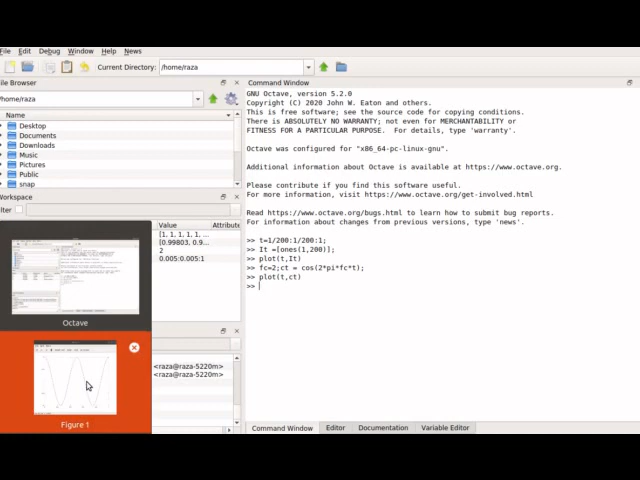 File Edit Debug Window Help News
Current Directory: /home/raza
File Browser
/home/raza
Name
Desktop
Documents
Downloads
Music
Pictures
Public
snap
Workspace
Filter
Value Attribute
[1, 1, 1, 1, 1, ...
[0.99803, 0.9...
2
0.005:0.005:1
Octave
<raza@raza-5220m>
<raza@raza-5220m>
Figure 1
Command Window
GNU Octave, version 5.2.0
Copyright (C) 2020 John W. Eaton and others.
This is free software; see the source code for copying conditions.
There is ABSOLUTELY NO WARRANTY; not even for MERCHANTABILITY or
FITNESS FOR A PARTICULAR PURPOSE. For details, type 'warranty'.
Octave was configured for "x86_64-pc-linux-gnu".
Additional information about Octave is available at https://www.octave.org.
Please contribute if you find this software useful.
For more information, visit https://www.octave.org/get-involved.html
Read https://www.octave.org/bugs.html to learn how to submit bug reports.
For information about changes from previous versions, type 'news'.
>> t=1/200:1/200:1;
>> It =[ones(1,200)];
>> plot(t,It)
>> fc=2;ct = cos(2*pi*fc*t);
>> plot(t,ct)
>>
Command Window Editor Documentation Variable Editor